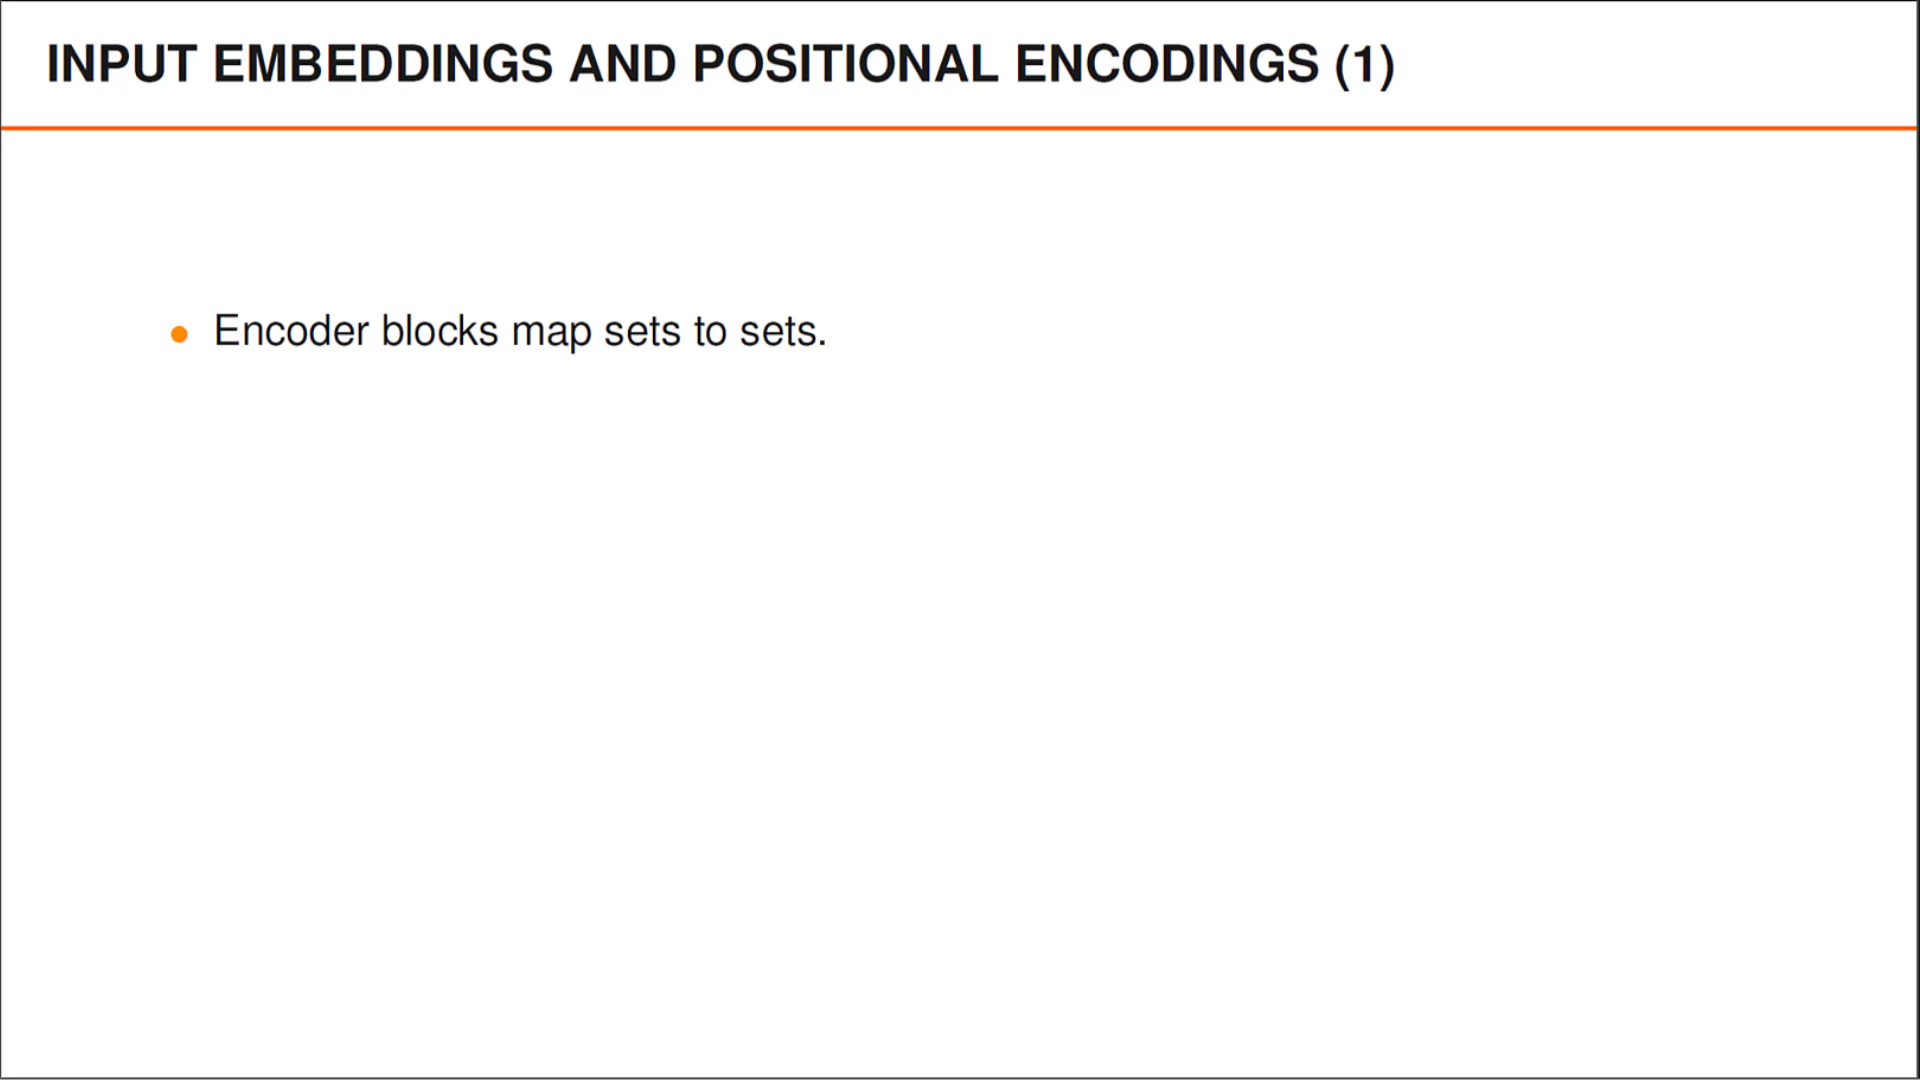 INPUT EMBEDDINGS AND POSITIONAL ENCODINGS (1)
• Encoder blocks map sets to sets.